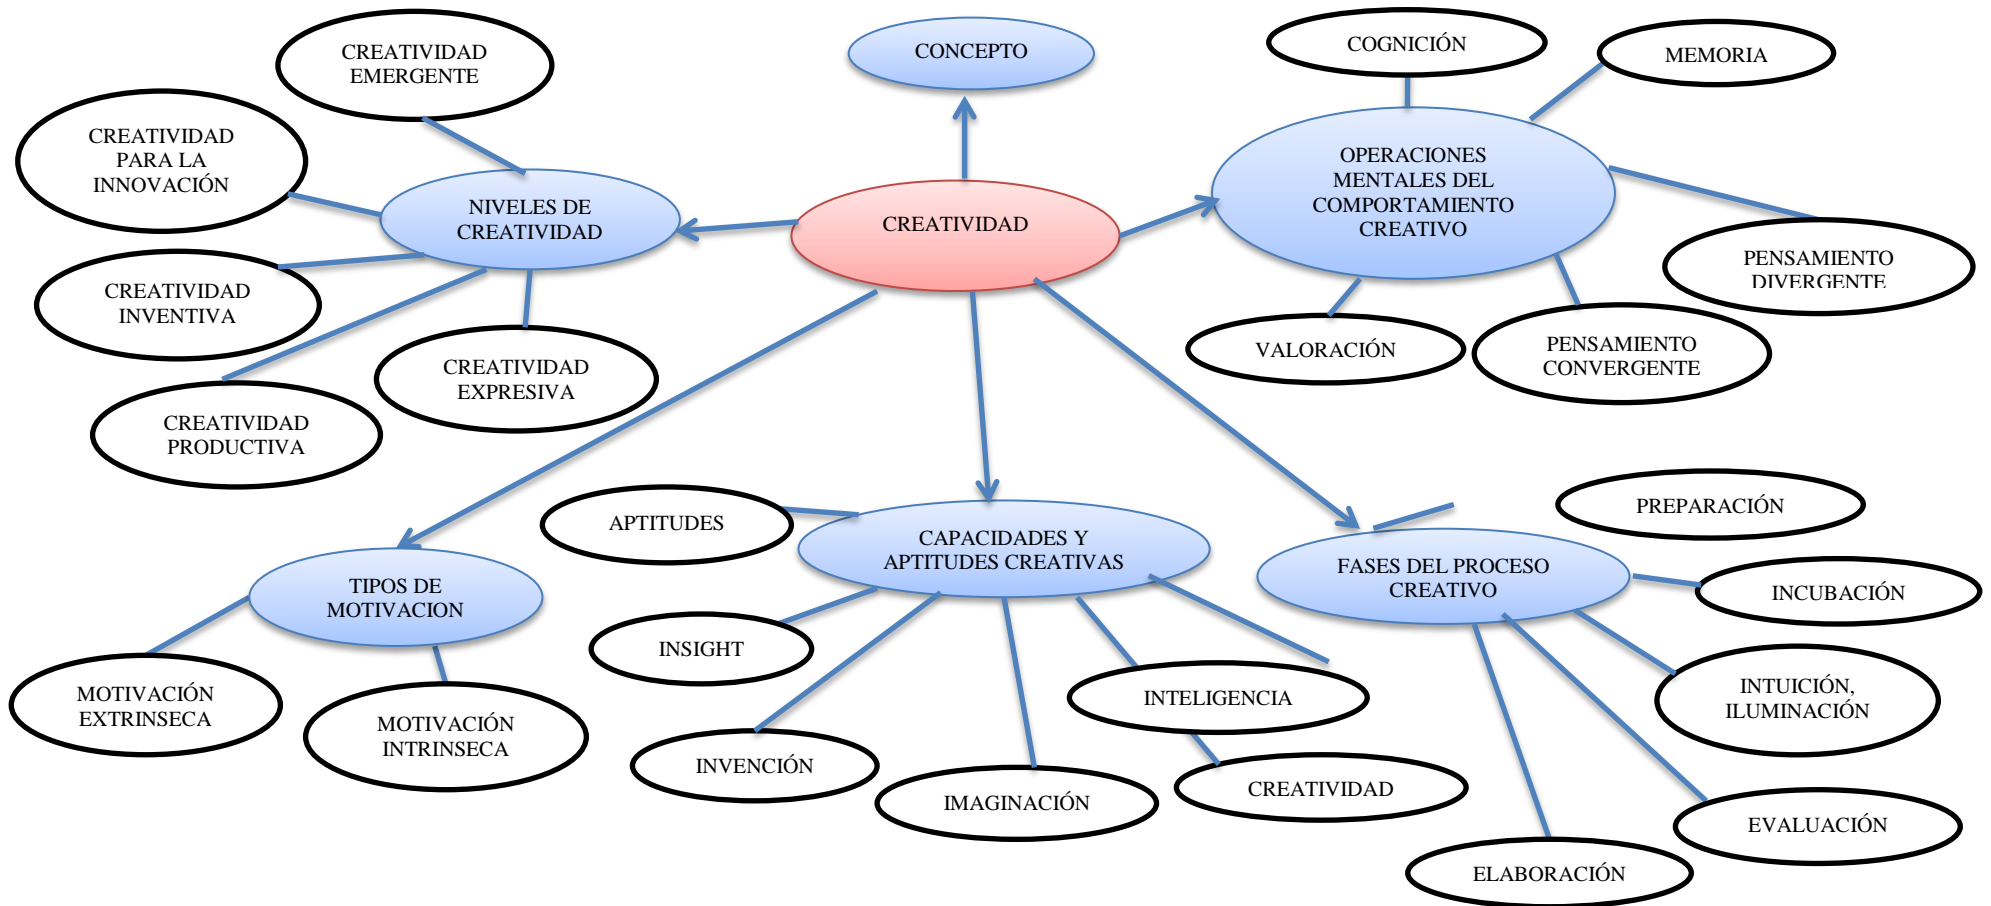 CREATIVIDAD
EMERGENTE
CONCEPTO
COGNICIÓN
MEMORIA
CREATIVIDAD
PARA LA
INNOVACIÓN
OPERACIONES
MENTALES DEL
COMPORTAMIENTO
CREATIVO
NIVELES DE
CREATIVIDAD
CREATIVIDAD
PENSAMIENTO
DIVERGENTE
CREATIVIDAD
INVENTIVA
VALORACIÓN
PENSAMIENTO
CONVERGENTE
CREATIVIDAD
EXPRESIVA
CREATIVIDAD
PRODUCTIVA
APTITUDES
CAPACIDADES Y
APTITUDES CREATIVAS
PREPARACIÓN
FASES DEL PROCESO
CREATIVO
INCUBACIÓN
TIPOS DE
MOTIVACION
INSIGHT
INTELIGENCIA
INTUICIÓN,
ILUMINACIÓN
MOTIVACIÓN
EXTRINSECA
MOTIVACIÓN
INTRINSECA
INVENCIÓN
IMAGINACIÓN
CREATIVIDAD
EVALUACIÓN
ELABORACIÓN